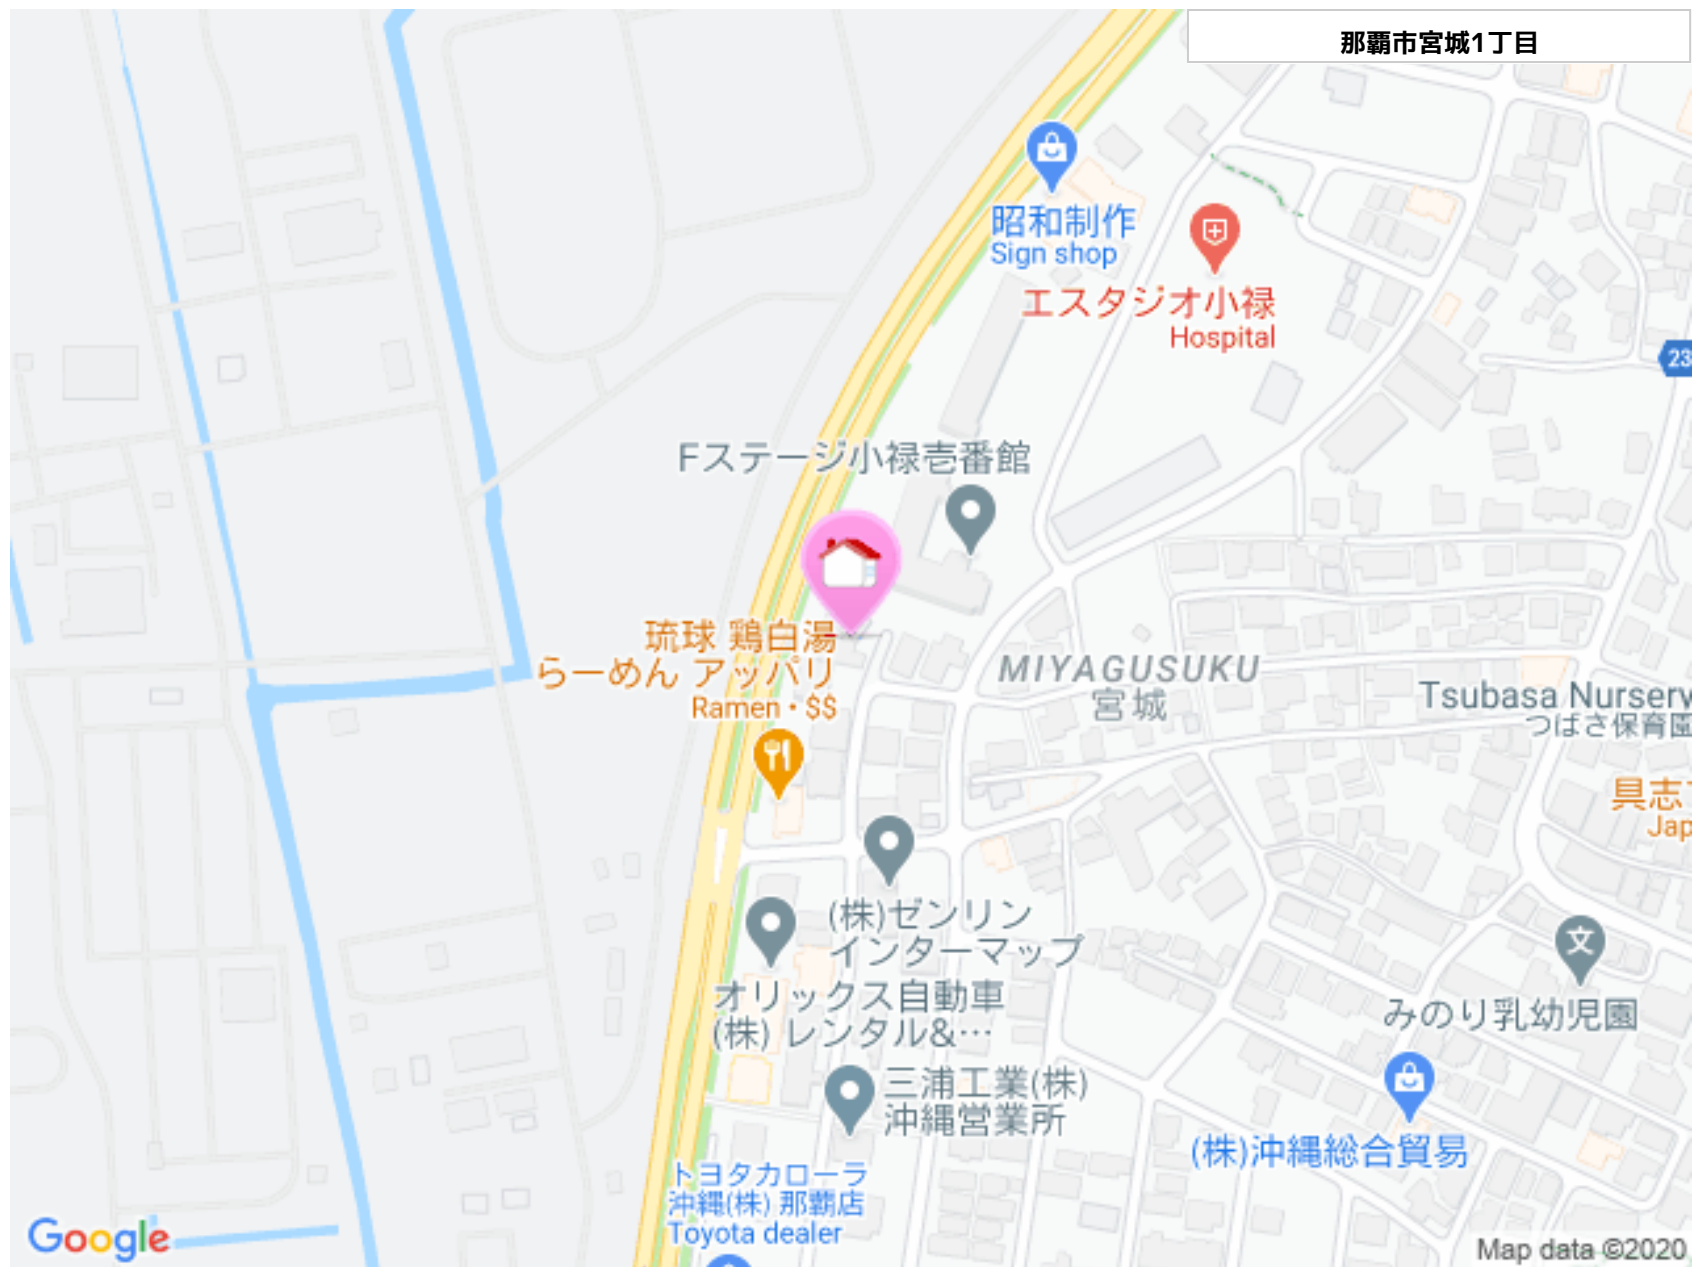 那覇市宮城1丁目
昭和制作
Sign shop
エスタジオ小禄
Hospital
23
Fステージ小禄壱番館
琉球 鶏白湯
らーめん アッパリ
Ramen・$$
MIYAGUSUKU
宮城
Tsubasa Nursery
つばさ保育園
具志
Jap
(株)ゼンリン
インターマップ
オリックス自動車
(株) レンタル&…
文
みのり乳幼児園
三浦工業(株)
沖縄営業所
(株)沖縄総合貿易
トヨタカローラ
沖縄(株) 那覇店
Toyota dealer
Google
Map data ©2020